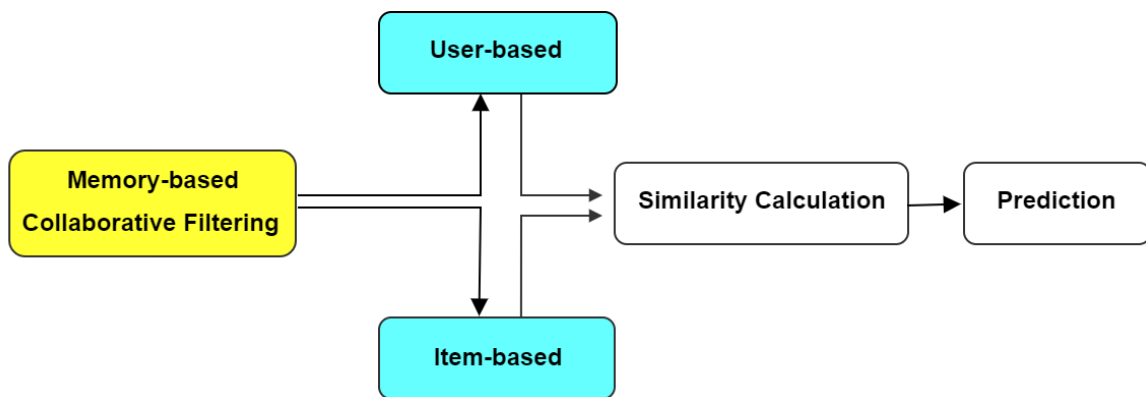 User-based
Memory-based
Collaborative Filtering
Similarity Calculation
Prediction
Item-based